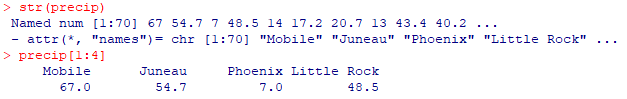 > str(precip)
 Named num [1:70] 67 54.7 7 48.5 14 17.2 20.7 13 43.4 40.2 ...
 - attr(*, "names")= chr [1:70] "Mobile" "Juneau" "Phoenix" "Little Rock" ...
> precip[1:4]
     Mobile      Juneau     Phoenix Little Rock
       67.0        54.7         7.0        48.5